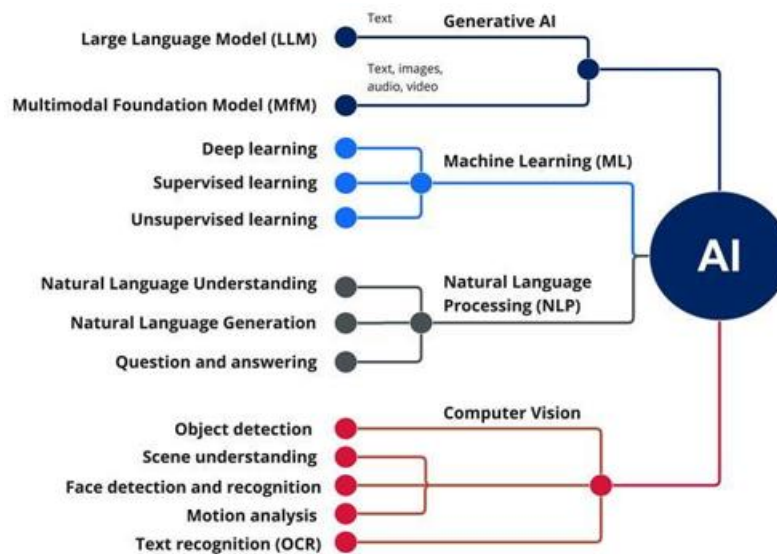 Text
Generative AI
Large Language Model (LLM)
Text, images,
audio, video
Multimodal Foundation Model (MfM)
Deep learning
Machine Learning (ML)
Supervised learning
Unsupervised learning
AI
Natural Language Understanding
Natural Language
Processing (NLP)
Natural Language Generation
Question and answering
Computer Vision
Object detection
Scene understanding
Face detection and recognition
Motion analysis
Text recognition (OCR)